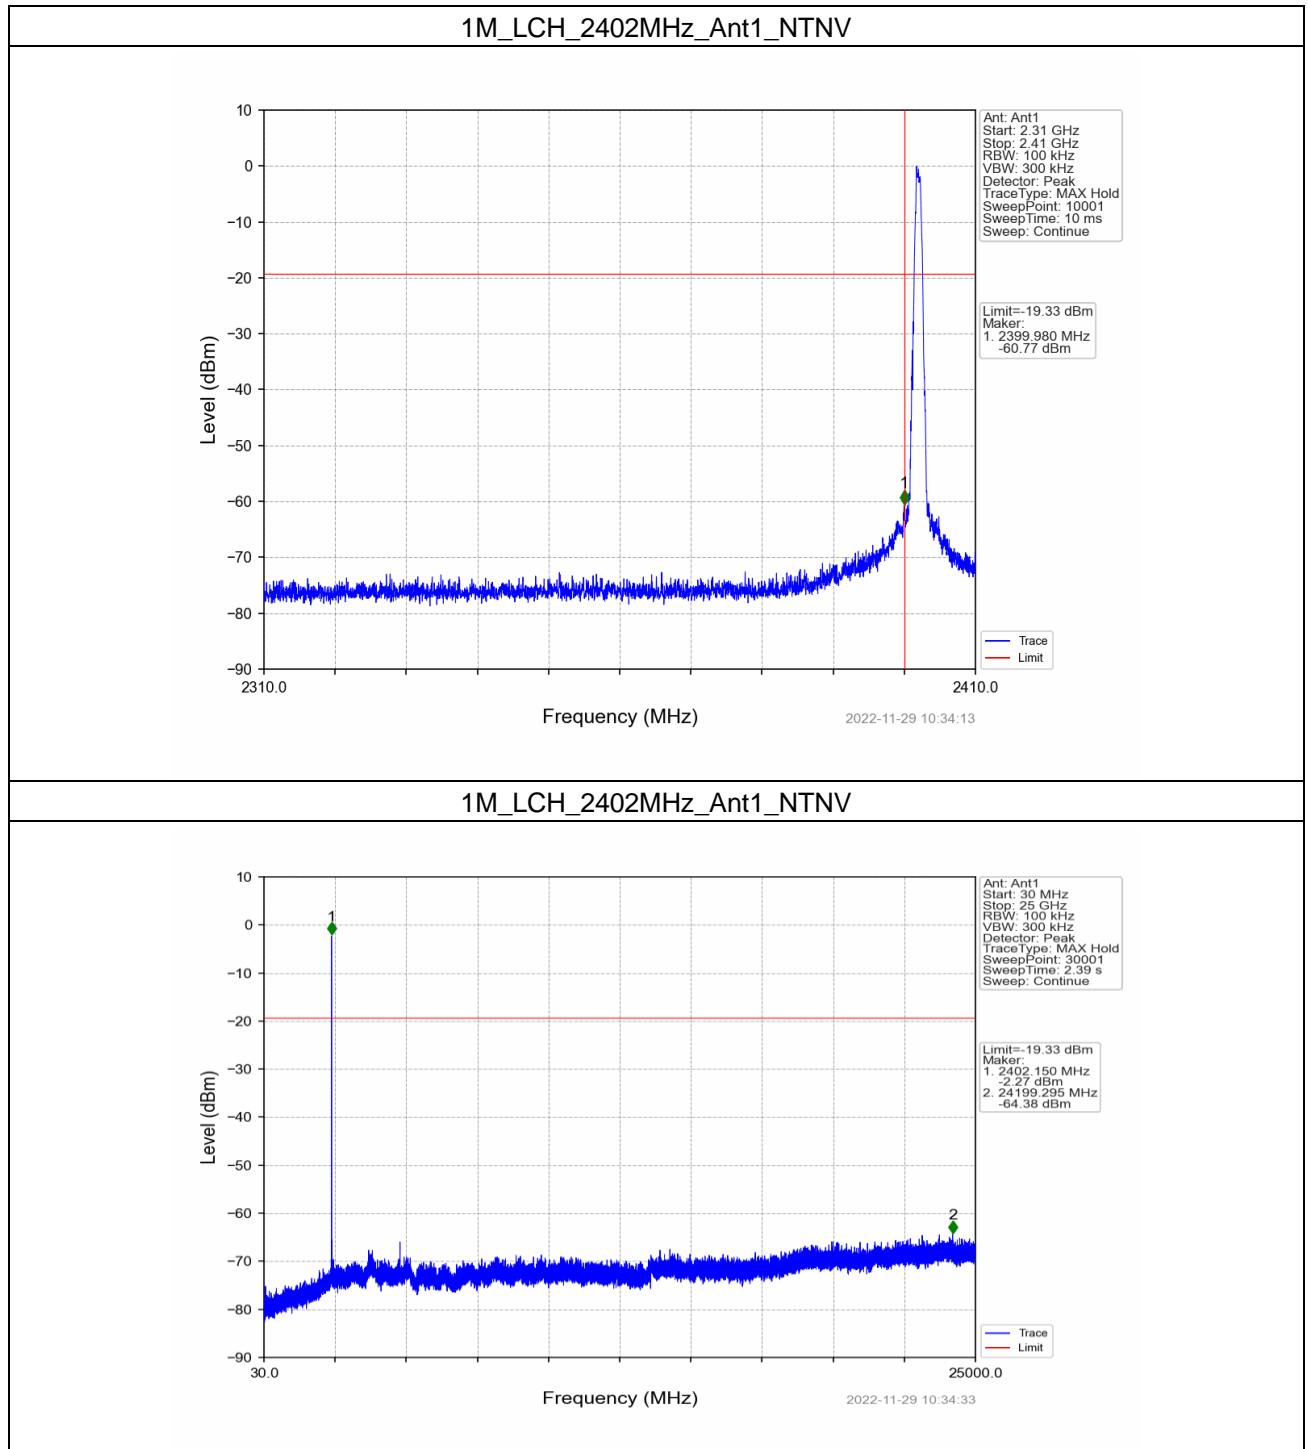 1M_LCH_2402MHz_Ant1_NTNV
10
0
−10
−20
−30
−40
−50
−60
−70
−80
−90
Level (dBm)
1
2310.0
2410.0
Frequency (MHz)
2022-11-29 10:34:13
Ant: Ant1
Start: 2.31 GHz
Stop: 2.41 GHz
RBW: 100 kHz
VBW: 300 kHz
Detector: Peak
TraceType: MAX Hold
SweepPoint: 10001
SweepTime: 10 ms
Sweep: Continue
Limit=-19.33 dBm
Maker:
1. 2399.980 MHz
-60.77 dBm
Trace
Limit
1M_LCH_2402MHz_Ant1_NTNV
10
0
−10
−20
−30
−40
−50
−60
−70
−80
−90
Level (dBm)
1
2
30.0
25000.0
Frequency (MHz)
2022-11-29 10:34:33
Ant: Ant1
Start: 30 MHz
Stop: 25 GHz
RBW: 100 kHz
VBW: 300 kHz
Detector: Peak
TraceType: MAX Hold
SweepPoint: 30001
SweepTime: 2.39 s
Sweep: Continue
Limit=-19.33 dBm
Maker:
1. 2402.150 MHz
-2.27 dBm
2. 24199.295 MHz
-64.38 dBm
Trace
Limit